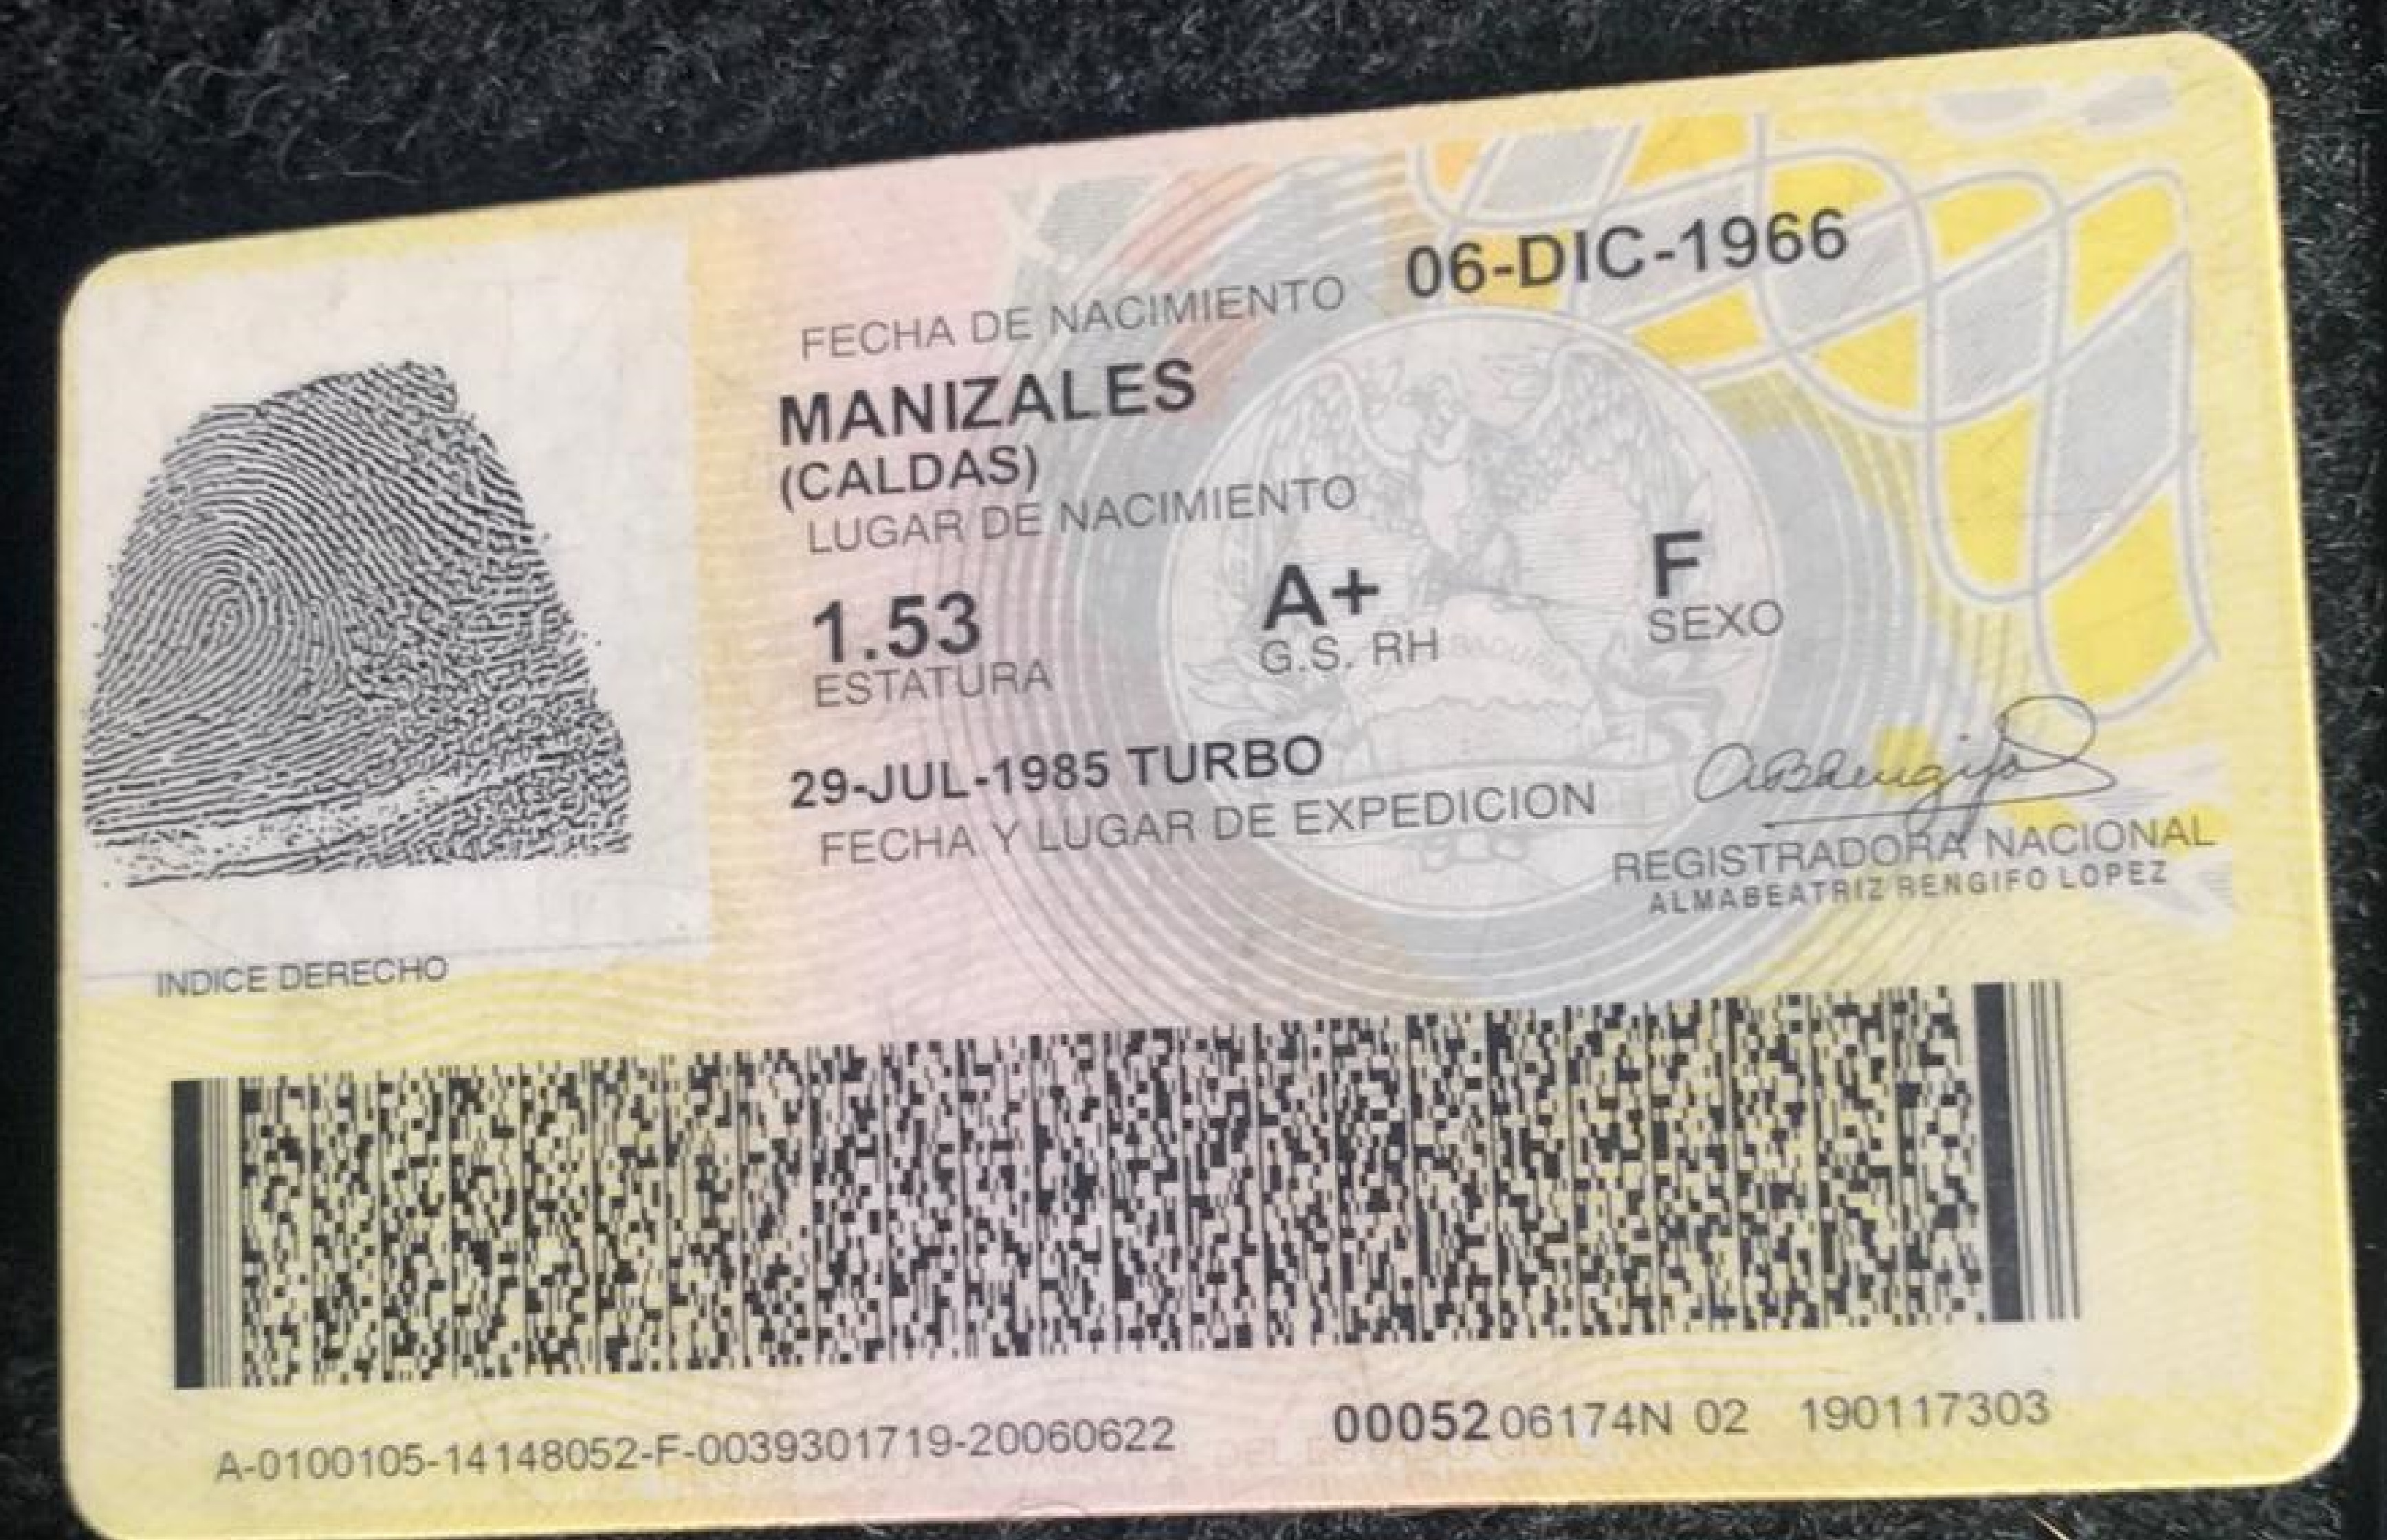 FECHA DE NACIMIENTO 06-DIC-1966
MANIZALES
(CALDAS)
LUGAR DE NACIMIENTO
1.53 A+ F
ESTATURA G.S. RH SEXO
29-JUL-1985 TURBO
FECHA Y LUGAR DE EXPEDICION
REGISTRADORA NACIONAL
ALMABEATRIZ RENGIFO LOPEZ
INDICE DERECHO
A-0100105-14148052-F-0039301719-20060622 0005206174N 02 190117303